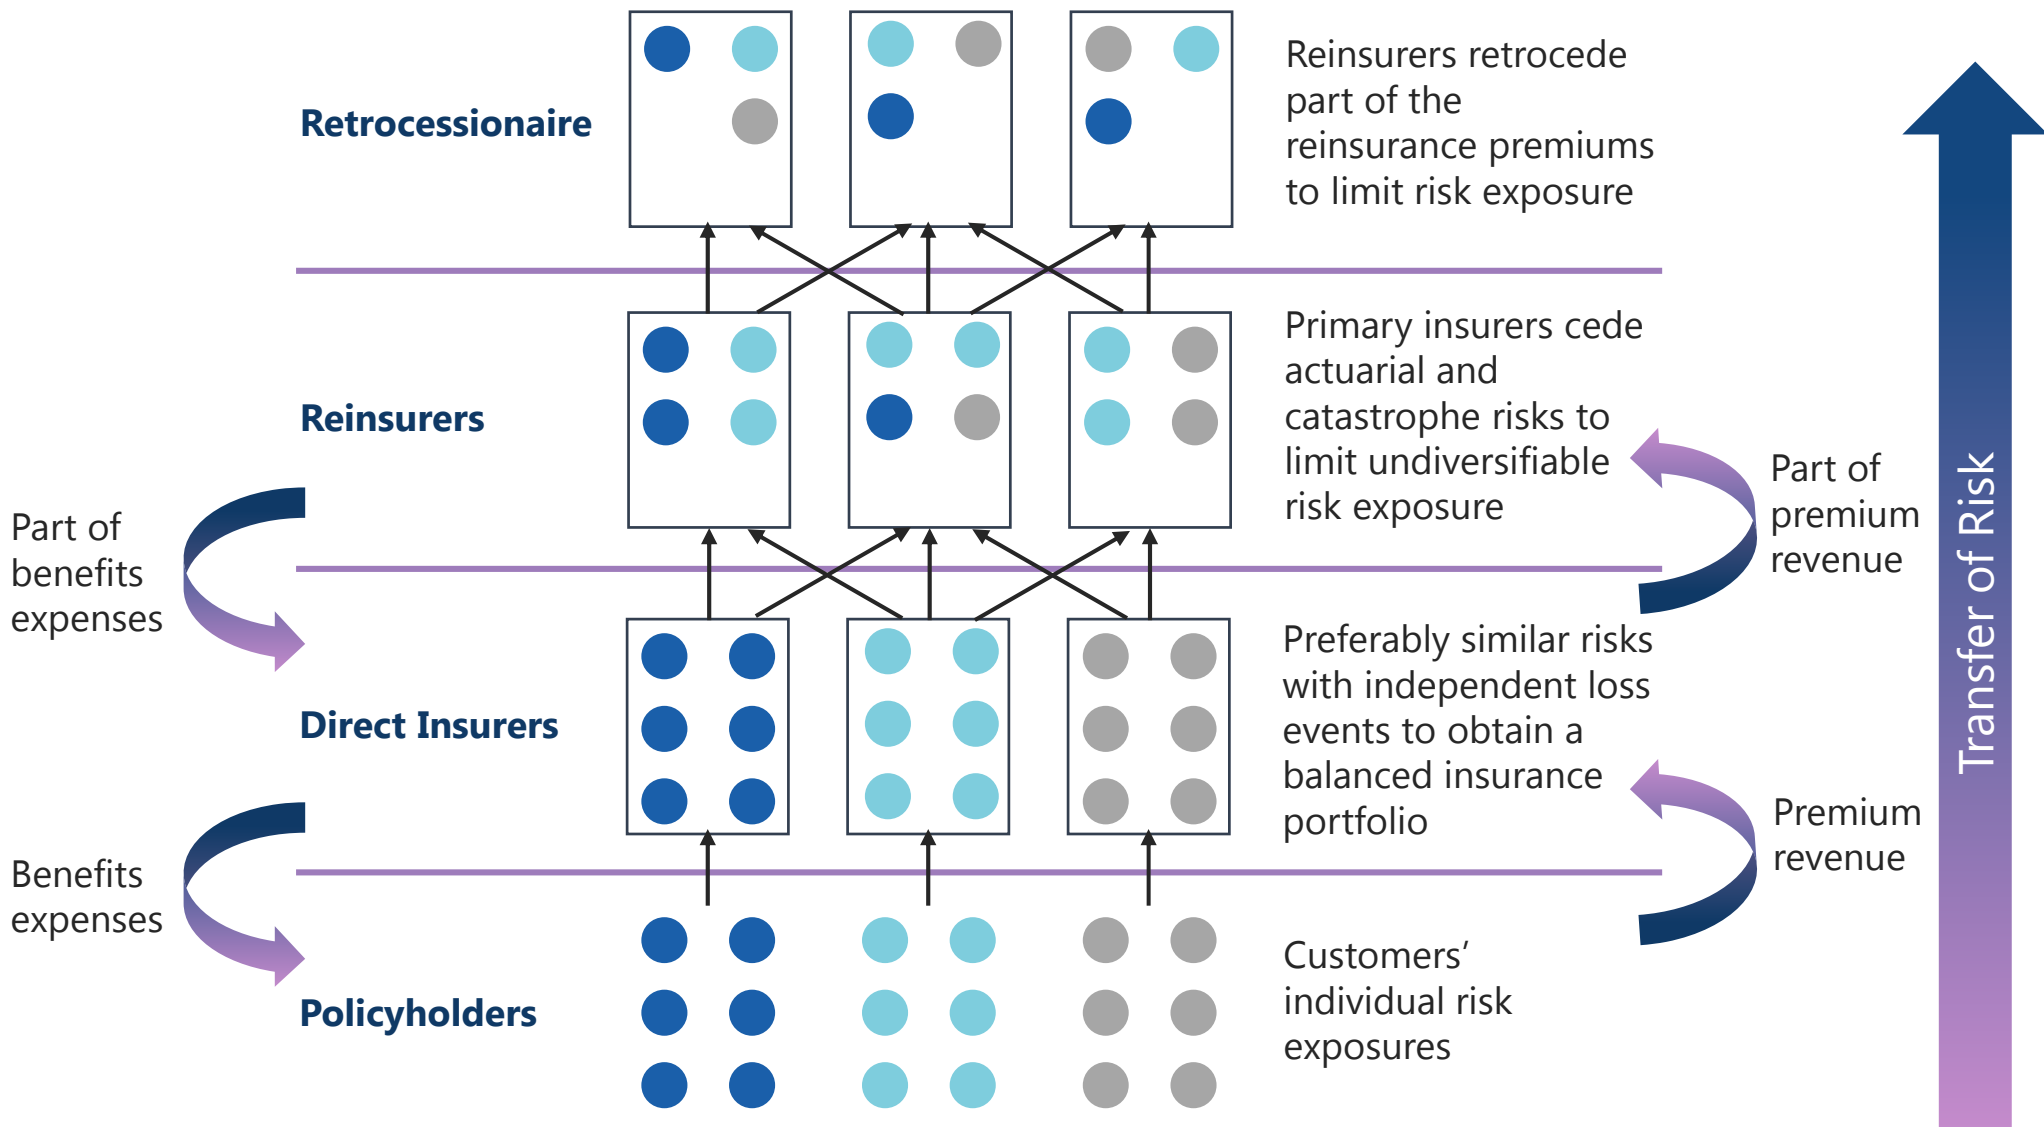 Retrocessionaire
Reinsurers retrocede
part of the
reinsurance premiums
to limit risk exposure
Reinsurers
Primary insurers cede
actuarial and
catastrophe risks to
limit undiversifiable
risk exposure
Part of
benefits
expenses
Part of
premium
revenue
Direct Insurers
Preferably similar risks
with independent loss
events to obtain a
balanced insurance
portfolio
Benefits
expenses
Premium
revenue
Policyholders
Customers’
individual risk
exposures
Transfer of Risk